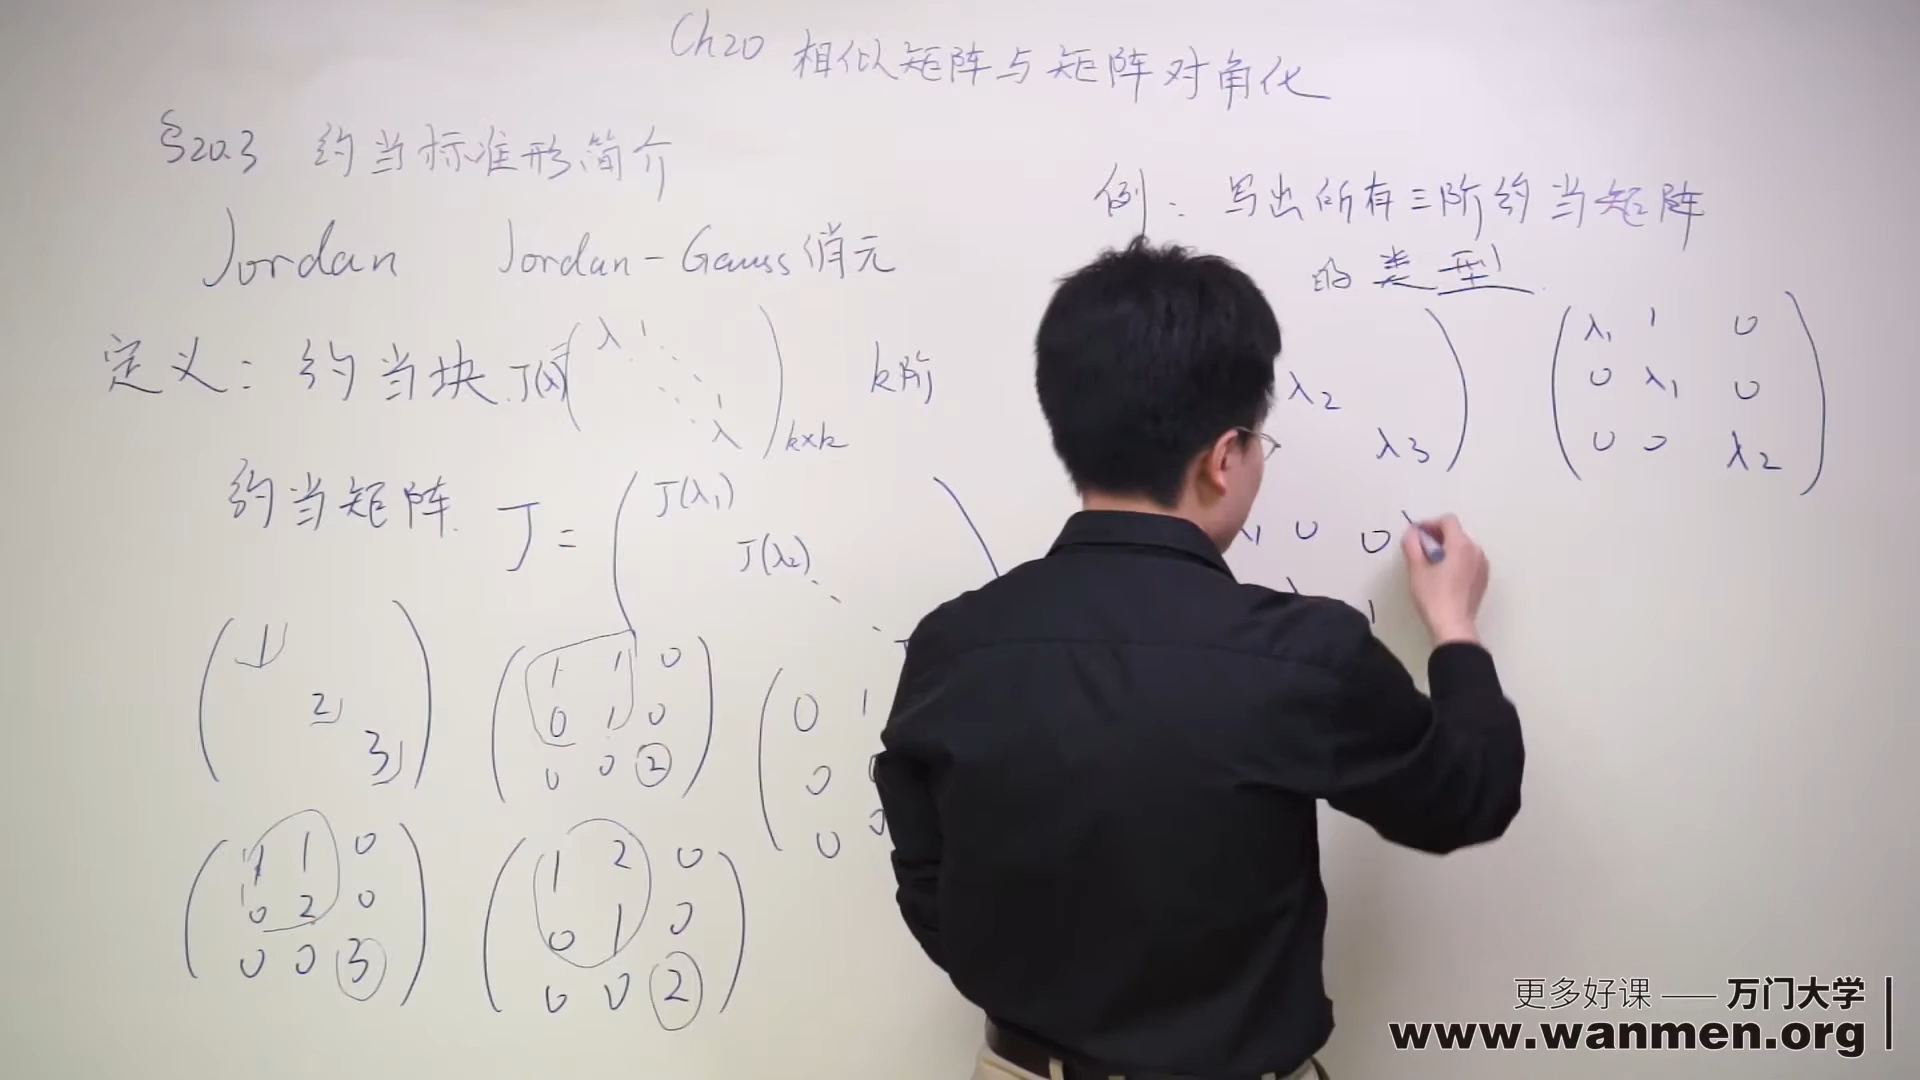 Ch20 相似矩阵与矩阵对角化
§20.3 约当标准形简介
Jordan Jordan-Gauss消元
定义: 约当块 J(λ) ( λ 1 ⋱ ⋱ 1 λ )k×k k阶
约当矩阵 J = ( J(λ1)
J(λ2)
⋱
( 1
2
3 )
( 1 1 0
0 1 0
0 0 2 )
( 0 1
0
0
( 1 1 0
0 2 0
0 0 3 )
( 1 2 0
0 1 0
0 0 2 )
例: 写出所有三阶约当矩阵
的类型
λ2
λ3 )
( λ1 1 0
0 λ1 0
0 0 λ2 )
λ1 0 0
1
更多好课 —— 万门大学
www.wanmen.org